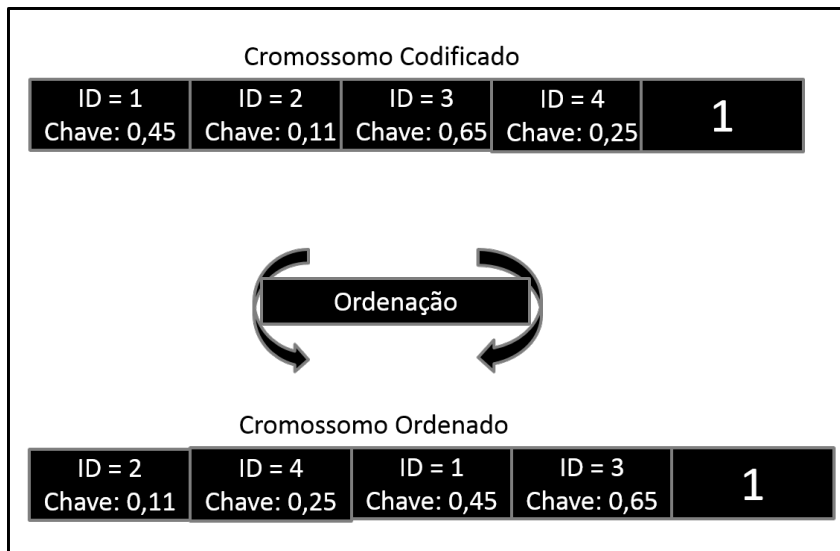 Cromossomo Codificado
ID = 1 ID = 2 ID = 3 ID = 4 1
Chave: 0,45 Chave: 0,11 Chave: 0,65 Chave: 0,25
Ordenação
Cromossomo Ordenado
ID = 2 ID = 4 ID = 1 ID = 3 1
Chave: 0,11 Chave: 0,25 Chave: 0,45 Chave: 0,65